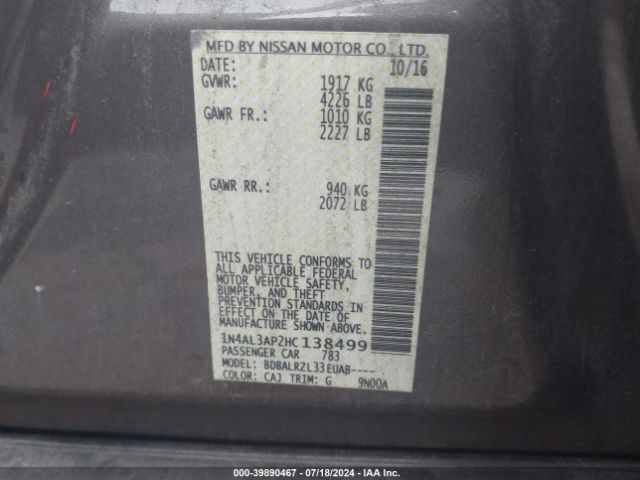 MFD BY NISSAN MOTOR CO., LTD.
DATE: 10/16
GVWR: 1917 KG
4226 LB
GAWR FR.: 1010 KG
2227 LB
GAWR RR.: 940 KG
2072 LB
THIS VEHICLE CONFORMS TO
ALL APPLICABLE FEDERAL
MOTOR VEHICLE SAFETY,
BUMPER, AND THEFT
PREVENTION STANDARDS IN
EFFECT ON THE DATE OF
MANUFACTURE SHOWN ABOVE.
1N4AL3AP2HC138499
PASSENGER CAR 783
MODEL: BDBALRZL33EUAB----
COLOR: CAJ TRIM: G 9N00A
000-39890467 - 07/18/2024 - IAA Inc.